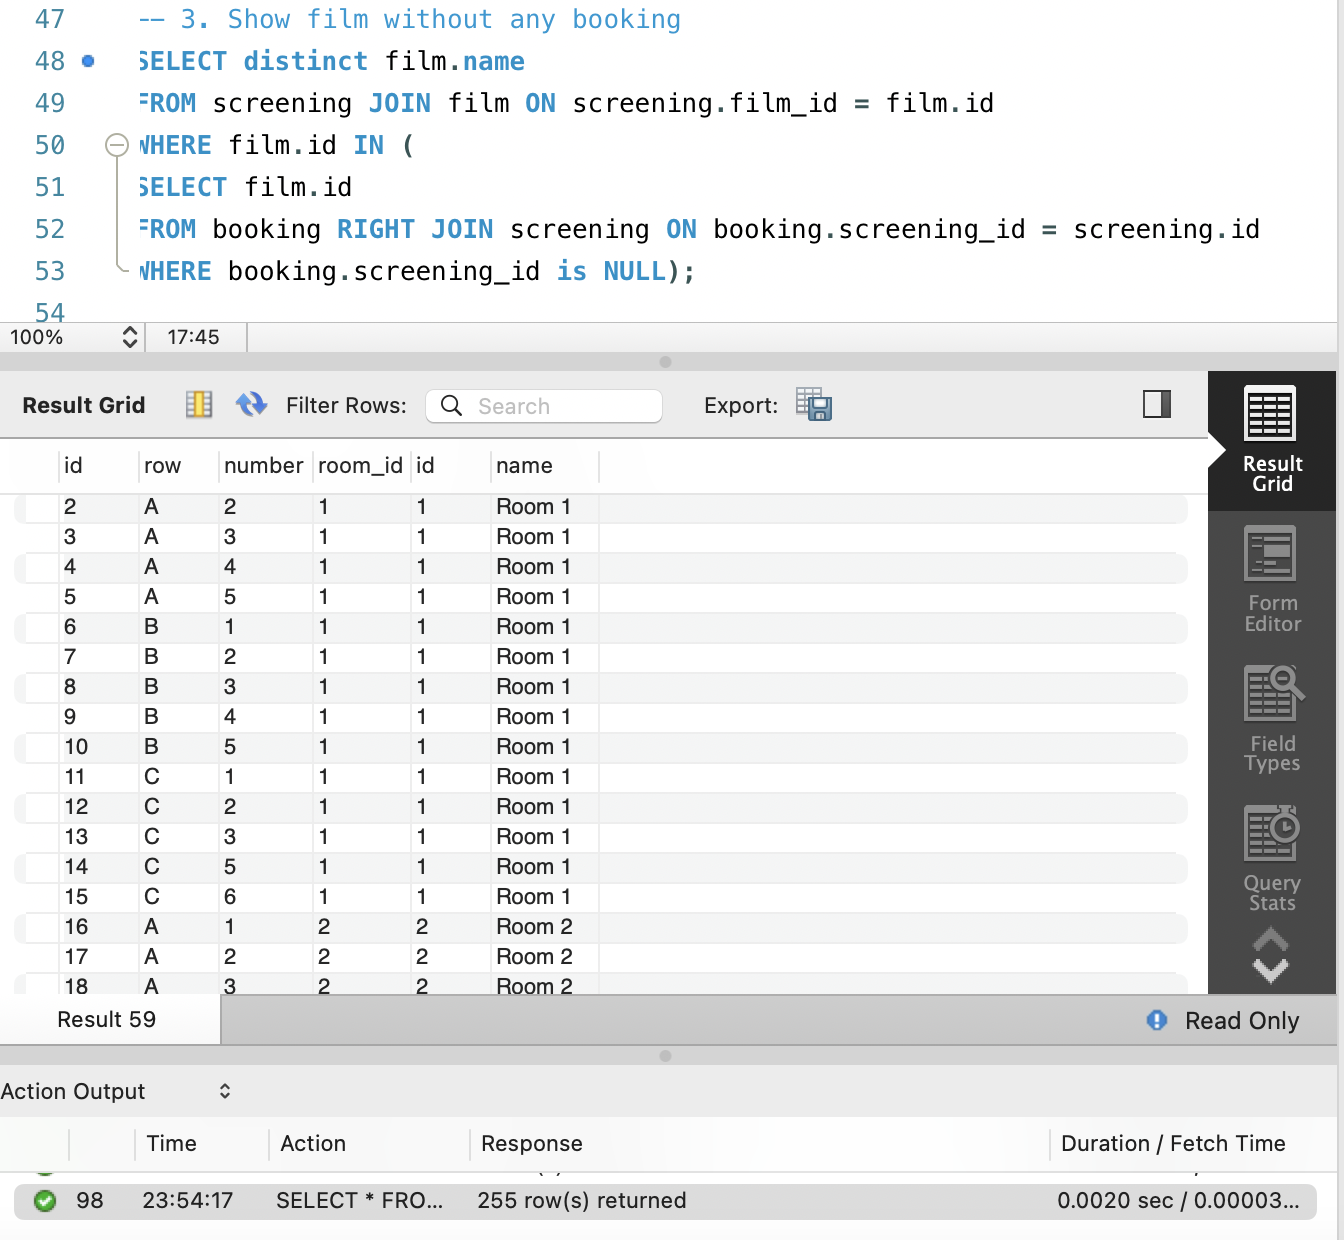 47 -- 3. Show film without any booking
48 SELECT distinct film.name
49 FROM screening JOIN film ON screening.film_id = film.id
50 WHERE film.id IN (
51 SELECT film.id
52 FROM booking RIGHT JOIN screening ON booking.screening_id = screening.id
53 WHERE booking.screening_id is NULL);
54
100% 17:45
Result Grid Filter Rows: Search Export:
id row number room_id id name
2 A 2 1 1 Room 1
3 A 3 1 1 Room 1
4 A 4 1 1 Room 1
5 A 5 1 1 Room 1
6 B 1 1 1 Room 1
7 B 2 1 1 Room 1
8 B 3 1 1 Room 1
9 B 4 1 1 Room 1
10 B 5 1 1 Room 1
11 C 1 1 1 Room 1
12 C 2 1 1 Room 1
13 C 3 1 1 Room 1
14 C 5 1 1 Room 1
15 C 6 1 1 Room 1
16 A 1 2 2 Room 2
17 A 2 2 2 Room 2
18 A 3 2 2 Room 2
Result
Grid
Form
Editor
Field
Types
Query
Stats
Result 59 Read Only
Action Output
Time Action Response Duration / Fetch Time
98 23:54:17 SELECT * FRO... 255 row(s) returned 0.0020 sec / 0.00003...